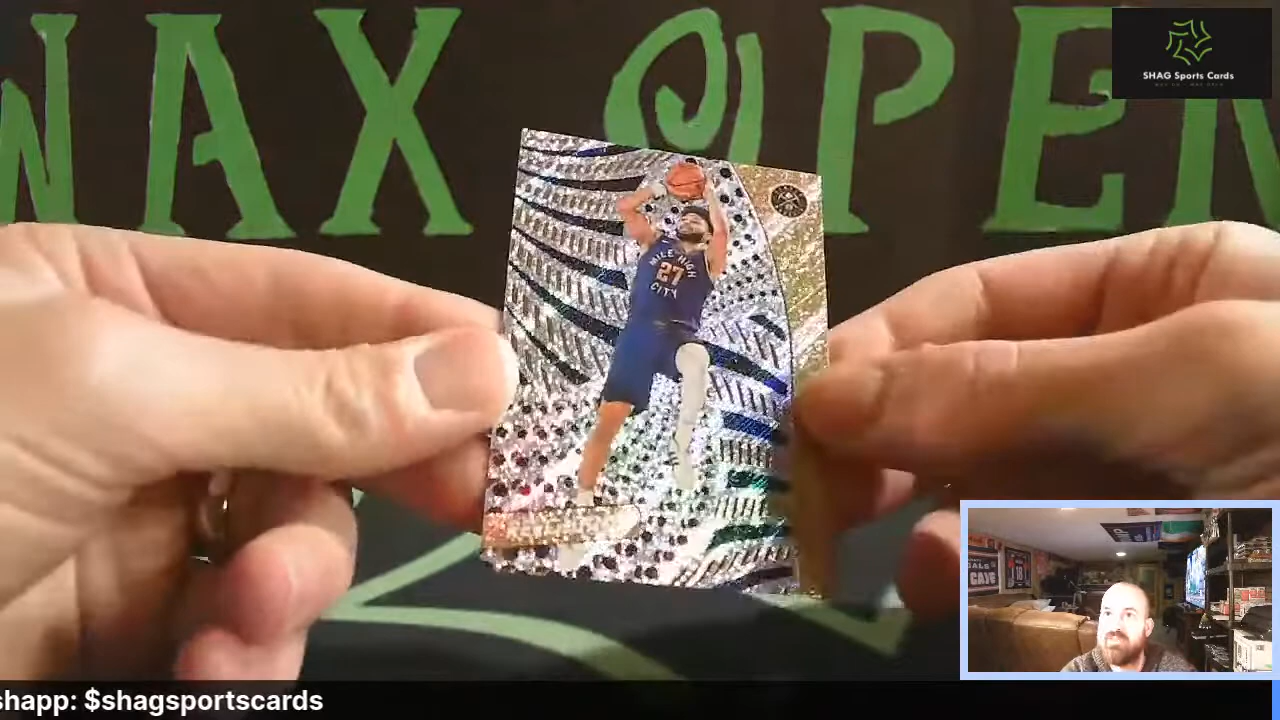 WAX OPEN
SHAG Sports Cards
MILE HIGH
27
CITY
shapp: $shagsportscards